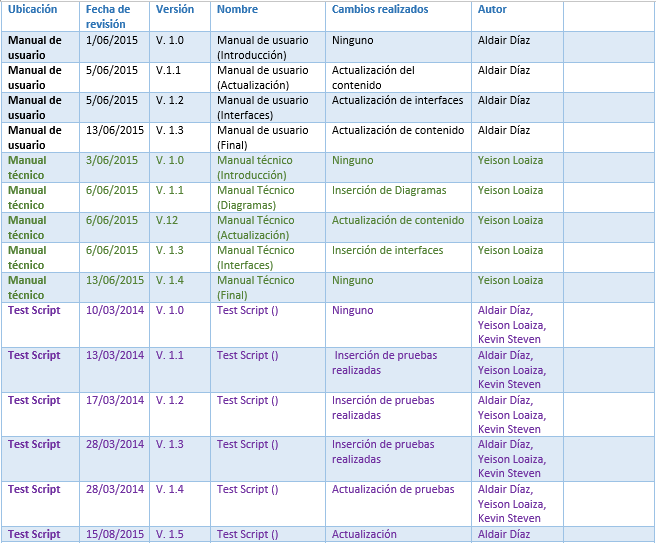 Ubicación Fecha de revisión Versión Nombre Cambios realizados Autor
Manual de usuario 1/06/2015 V. 1.0 Manual de usuario (Introducción) Ninguno Aldair Díaz
Manual de usuario 5/06/2015 V.1.1 Manual de usuario (Actualización) Actualización del contenido Aldair Díaz
Manual de usuario 5/06/2015 V. 1.2 Manual de usuario (Interfaces) Actualización de interfaces Aldair Díaz
Manual de usuario 13/06/2015 V. 1.3 Manual de usuario (Final) Actualización de contenido Aldair Díaz
Manual técnico 3/06/2015 V. 1.0 Manual técnico (Introducción) Ninguno Yeison Loaiza
Manual técnico 6/06/2015 V. 1.1 Manual Técnico (Diagramas) Inserción de Diagramas Yeison Loaiza
Manual técnico 6/06/2015 V.12 Manual Técnico (Actualización) Actualización de contenido Yeison Loaiza
Manual técnico 6/06/2015 V. 1.3 Manual Técnico (Interfaces) Inserción de interfaces Yeison Loaiza
Manual técnico 13/06/2015 V. 1.4 Manual Técnico (Final) Ninguno Yeison Loaiza
Test Script 10/03/2014 V. 1.0 Test Script () Ninguno Aldair Díaz, Yeison Loaiza, Kevin Steven
Test Script 13/03/2014 V. 1.1 Test Script () Inserción de pruebas realizadas Aldair Díaz, Yeison Loaiza, Kevin Steven
Test Script 17/03/2014 V. 1.2 Test Script () Inserción de pruebas realizadas Aldair Díaz, Yeison Loaiza, Kevin Steven
Test Script 28/03/2014 V. 1.3 Test Script () Inserción de pruebas realizadas Aldair Díaz, Yeison Loaiza, Kevin Steven
Test Script 28/03/2014 V. 1.4 Test Script () Actualización de pruebas Aldair Díaz, Yeison Loaiza, Kevin Steven
Test Script 15/08/2015 V. 1.5 Test Script () Actualización Aldair Díaz